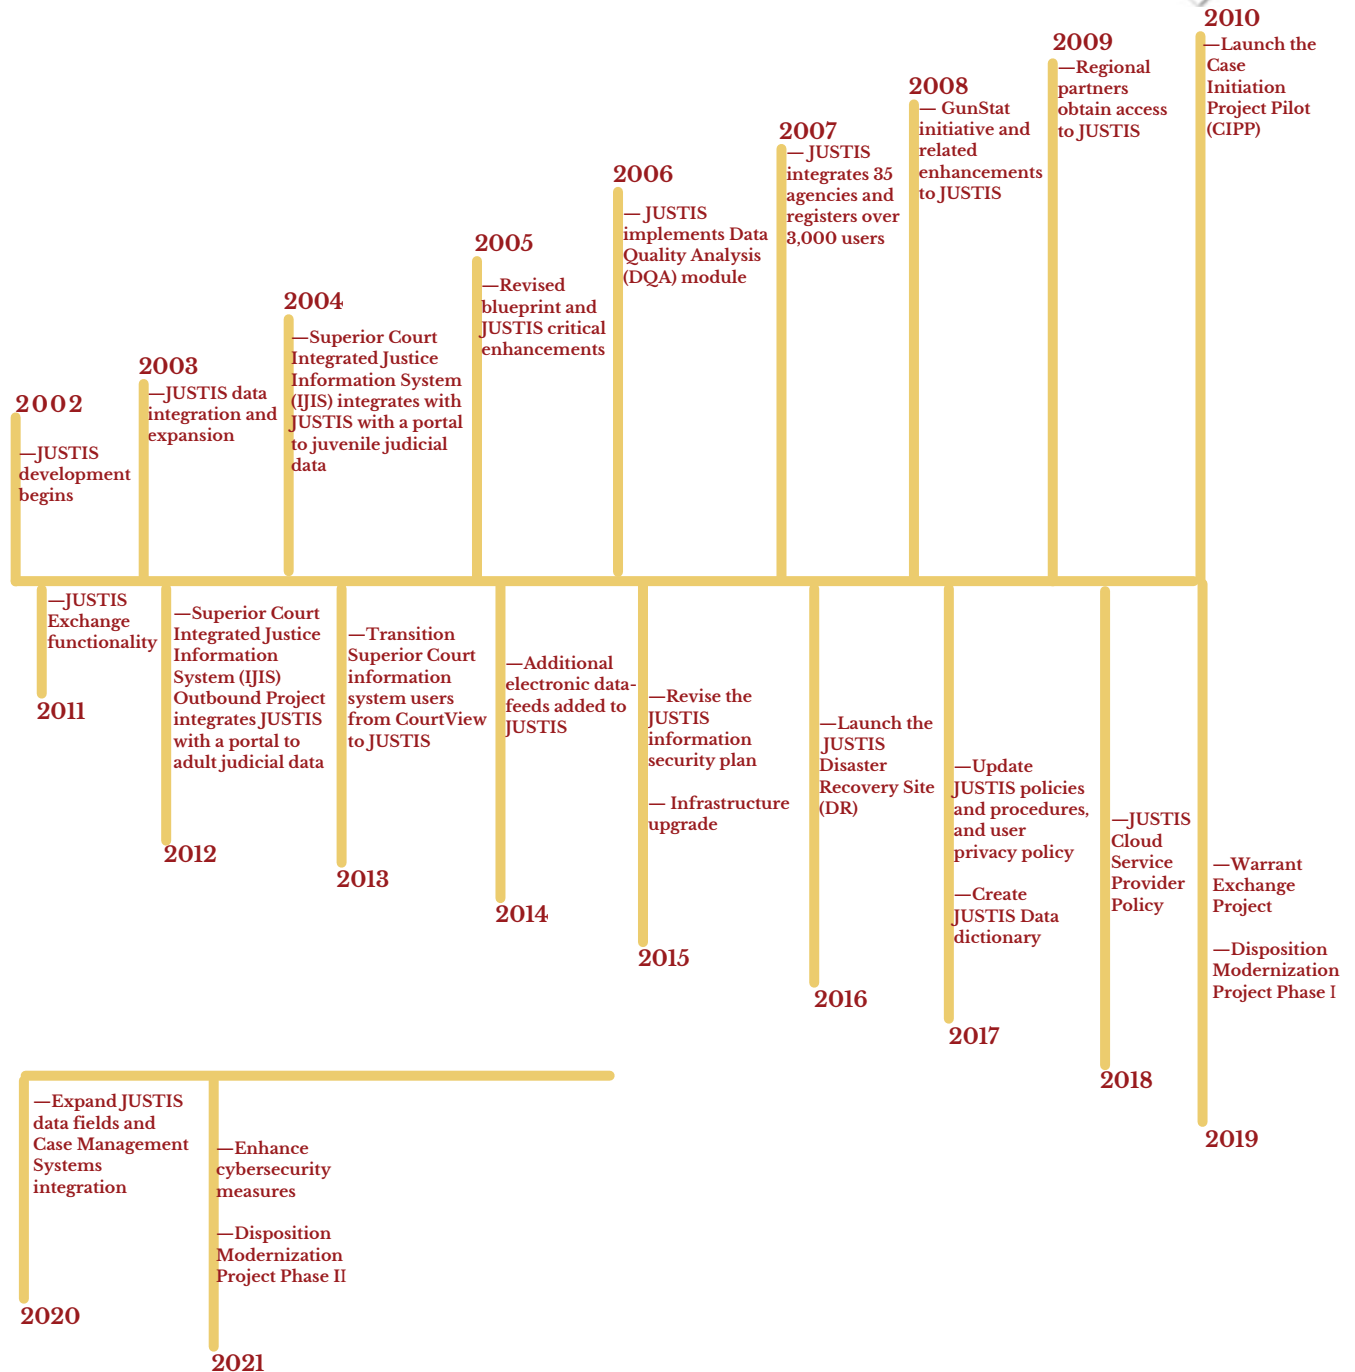 2002
—JUSTIS
development
begins
2003
—JUSTIS data
integration and
expansion
2004
—Superior Court
Integrated Justice
Information System
(IJIS) integrates with
JUSTIS with a portal
to juvenile judicial
data
2005
—Revised
blueprint and
JUSTIS critical
enhancements
2006
— JUSTIS
implements Data
Quality Analysis
(DQA) module
2007
— JUSTIS
integrates 35
agencies and
registers over
3,000 users
2008
— GunStat
initiative and
related
enhancements
to JUSTIS
2009
—Regional
partners
obtain access
to JUSTIS
2010
—Launch the
Case
Initiation
Project Pilot
(CIPP)
—JUSTIS
Exchange
functionality
2011
—Superior Court
Integrated Justice
Information
System (IJIS)
Outbound Project
integrates JUSTIS
with a portal to
adult judicial data
2012
—Transition
Superior Court
information
system users
from CourtView
to JUSTIS
2013
—Additional
electronic data-
feeds added to
JUSTIS
2014
—Revise the
JUSTIS
information
security plan
— Infrastructure
upgrade
2015
—Launch the
JUSTIS
Disaster
Recovery Site
(DR)
2016
—Update
JUSTIS policies
and procedures,
and user
privacy policy
—Create
JUSTIS Data
dictionary
2017
—JUSTIS
Cloud
Service
Provider
Policy
2018
—Warrant
Exchange
Project
—Disposition
Modernization
Project Phase I
2019
—Expand JUSTIS
data fields and
Case Management
Systems
integration
2020
—Enhance
cybersecurity
measures
—Disposition
Modernization
Project Phase II
2021